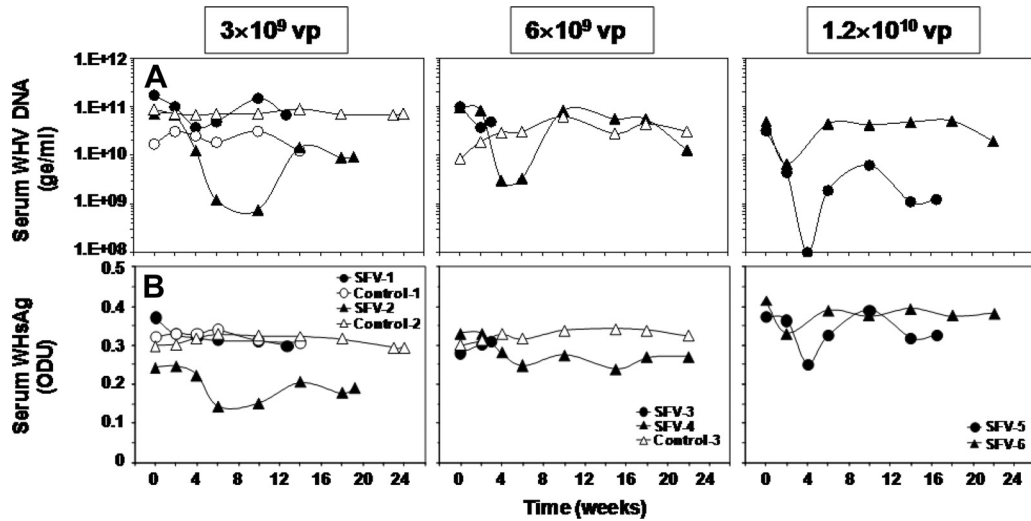 3×10⁹ vp
6×10⁹ vp
1.2×10¹⁰ vp
A
Serum WHV DNA
(ge/ml)
1.E+12
1.E+11
1.E+10
1.E+09
1.E+08
B
Serum WHsAg
(ODU)
0.5
0.4
0.3
0.2
0.1
0
SFV-1
Control-1
SFV-2
Control-2
SFV-3
SFV-4
Control-3
SFV-5
SFV-6
0 4 8 12 16 20 24
0 4 8 12 16 20 24
0 4 8 12 16 20 24
Time (weeks)